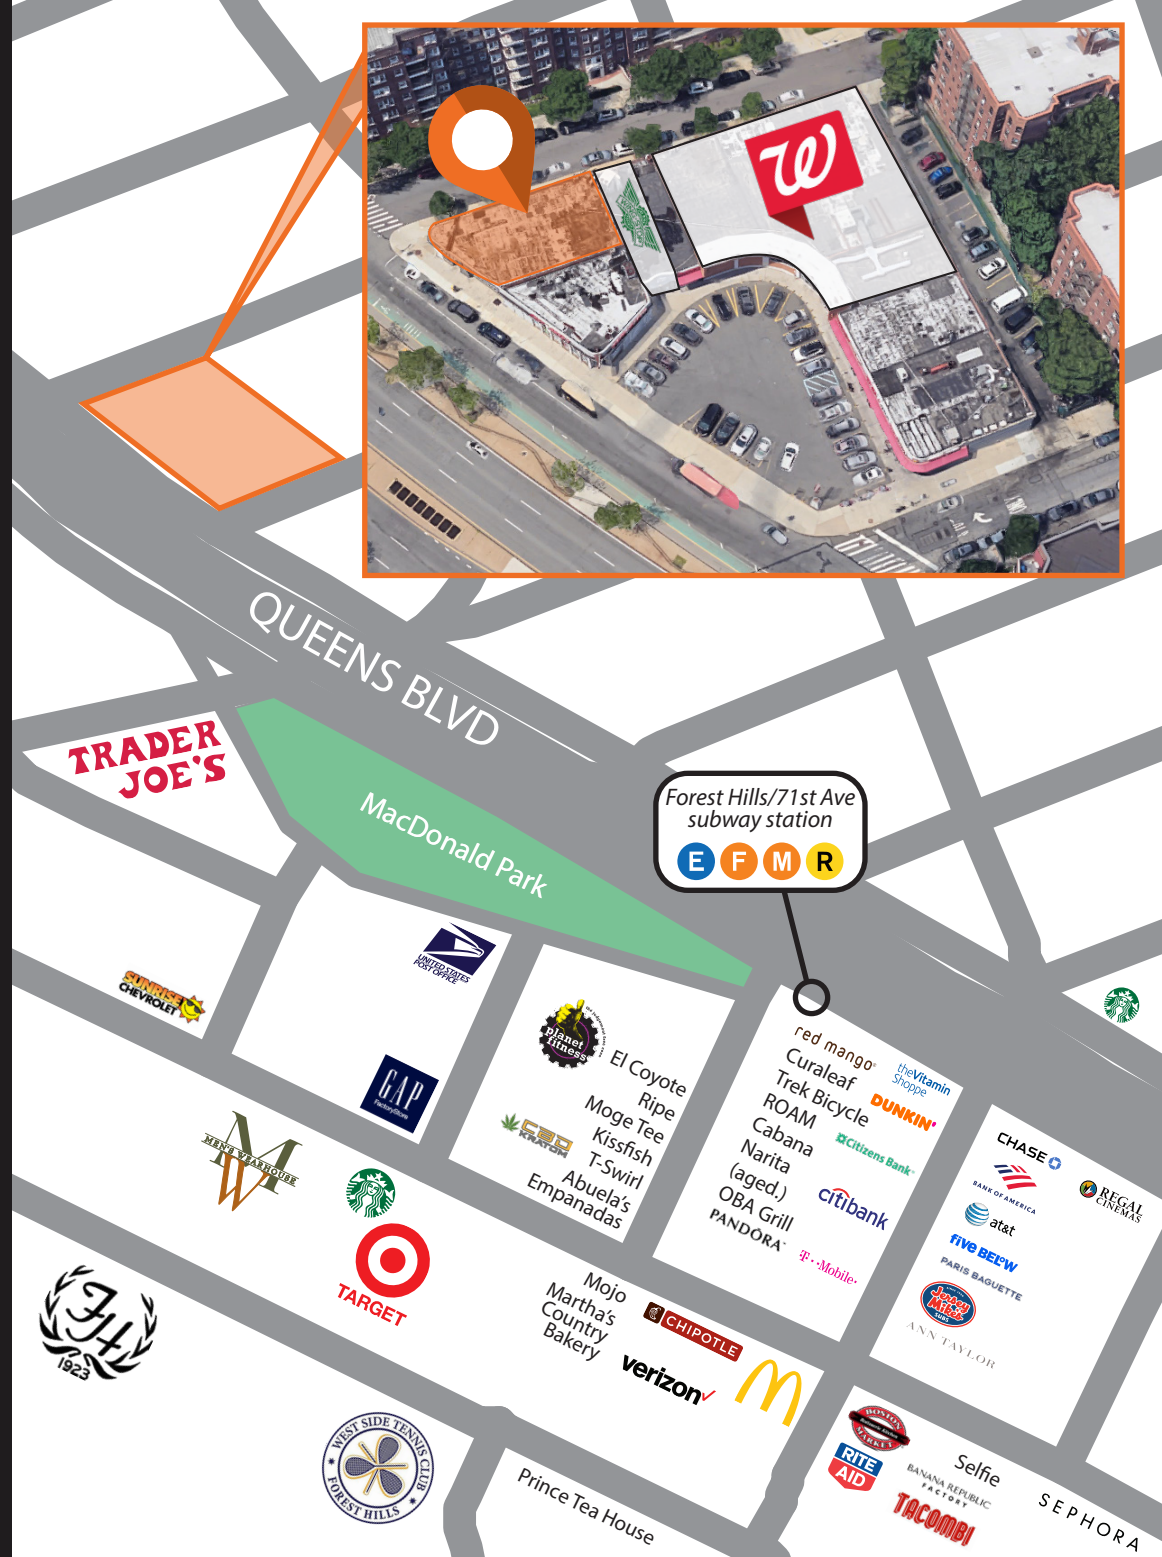 QUEENS BLVD
TRADER
JOE'S
MacDonald Park
Forest Hills/71st Ave
subway station
E F M R
UNITED STATES
POST OFFICE
SUNRISE
CHEVROLET
planet
fitness
GAP
FactoryStore
CBD
KRATOM
El Coyote
Ripe
Moge Tee
Kissfish
T-Swirl
Abuela's
Empanadas
red mango
Curaleaf
Trek Bicycle
ROAM
Cabana
Narita
(aged.)
OBA Grill
PANDORA
theVitamin
Shoppe
DUNKIN'
Citizens Bank
citibank
T··Mobile·
CHASE
BANK OF AMERICA
REGAL
CINEMAS
at&t
five BELOW
PARIS BAGUETTE
Jersey
Mike's
SUBS
ANN TAYLOR
M
MEN'S WEARHOUSE
W
TARGET
FH
1923
Mojo
Martha's
Country
Bakery
CHIPOTLE
verizon
WEST SIDE TENNIS CLUB
FOREST HILLS
Prince Tea House
BOSTON
MARKET
RITE
AID
Selfie
BANANA REPUBLIC
FACTORY
TACOMBI
SEPHORA